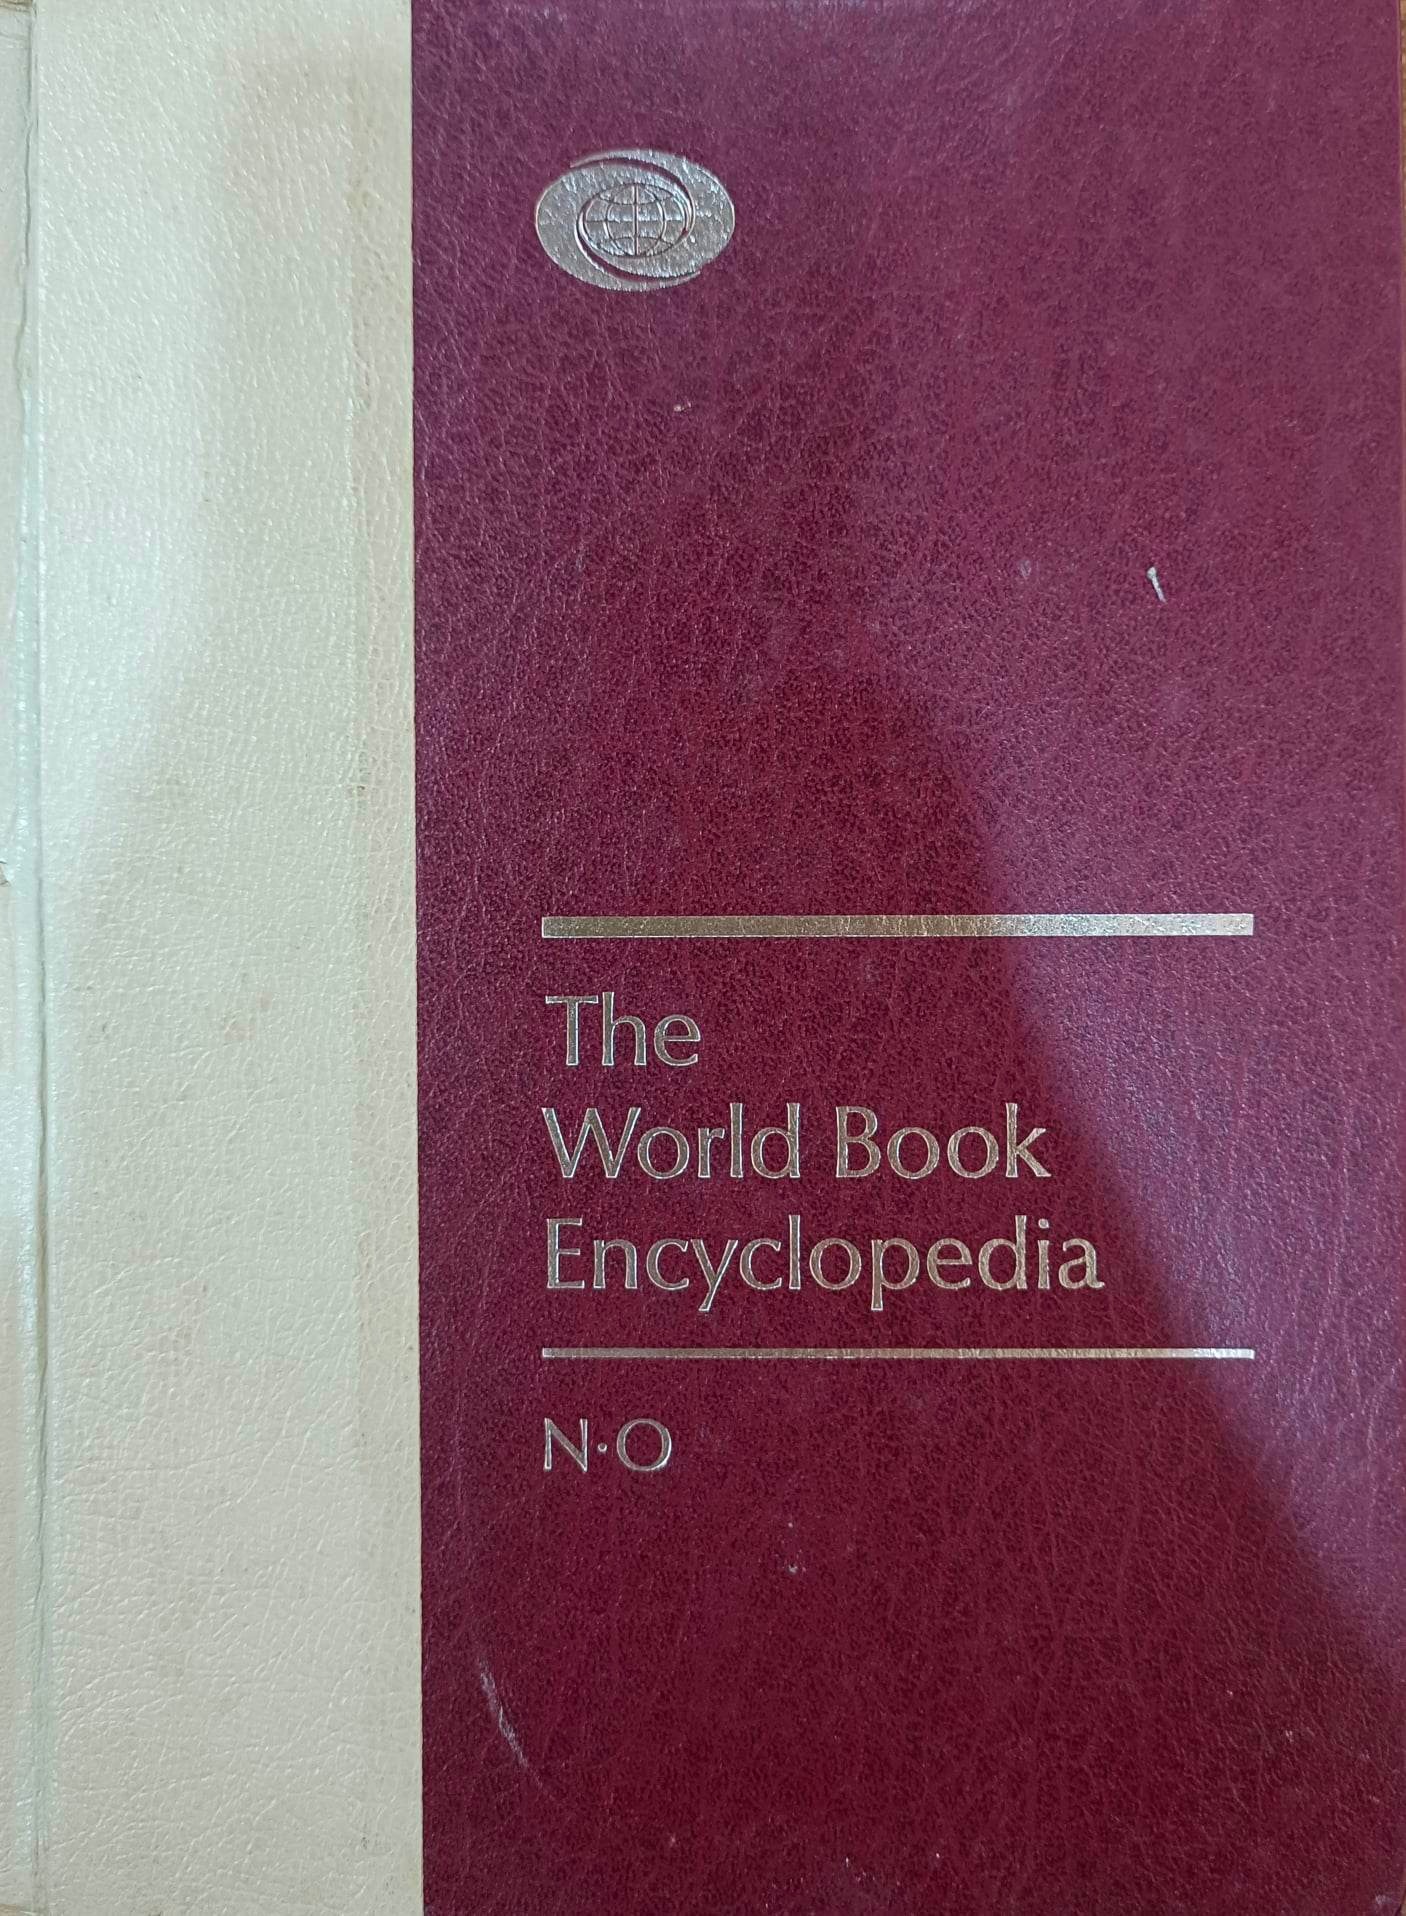 The
World Book
Encyclopedia
N·O